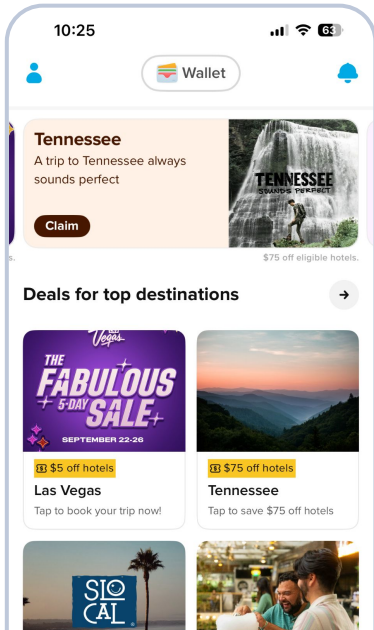 10:25
63
Wallet
Tennessee
A trip to Tennessee always
sounds perfect
Claim
TENNESSEE
SOUNDS PERFECT
s.
$75 off eligible hotels.
Deals for top destinations
Vegas
THE
FABULOUS
5-DAY SALE
SEPTEMBER 22-26
$5 off hotels
Las Vegas
Tap to book your trip now!
$75 off hotels
Tennessee
Tap to save $75 off hotels
SLO
CAL